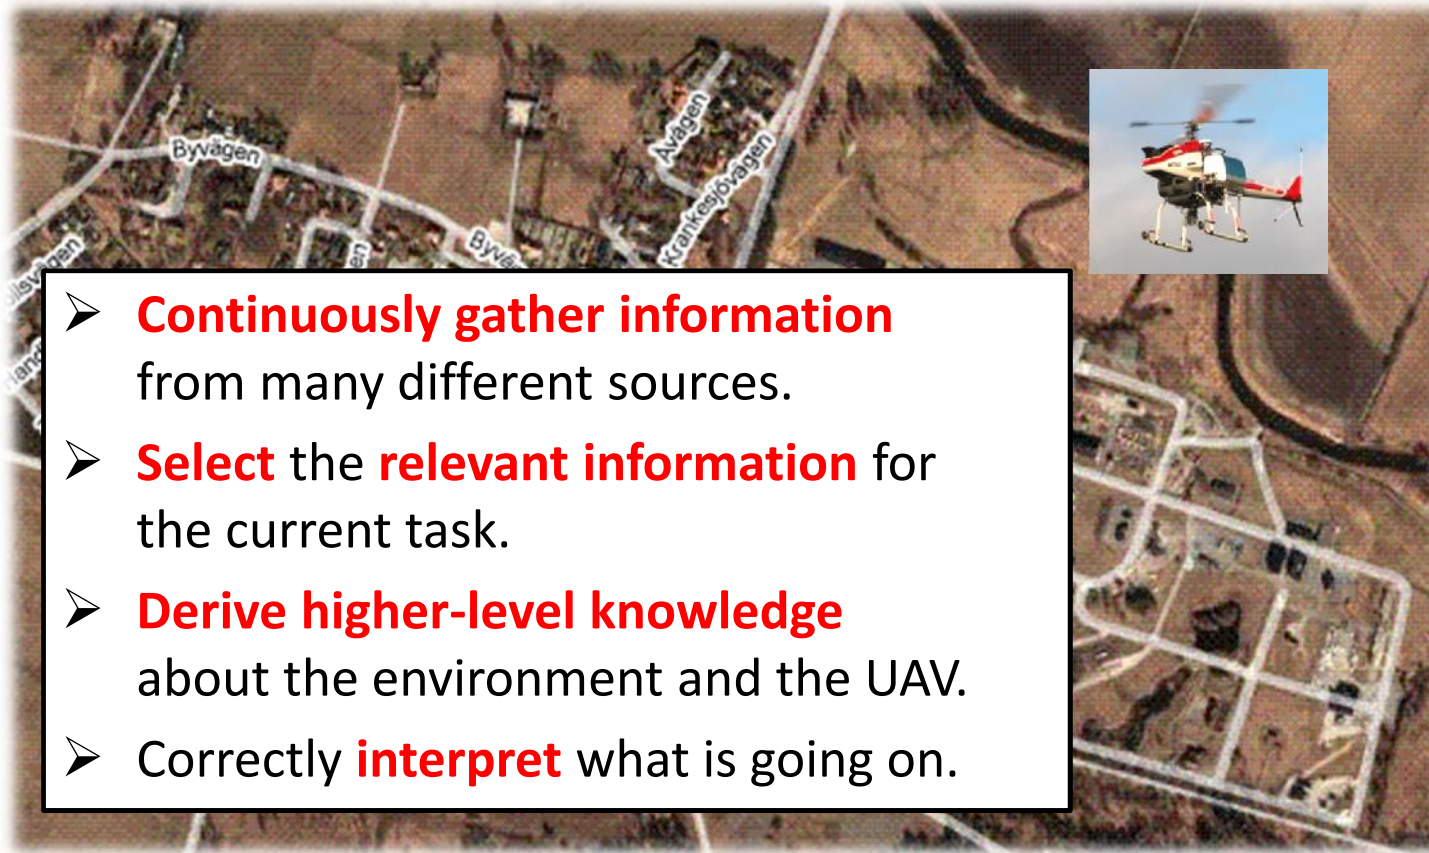 Byvägen
Åvägen
Krankesjövägen
➢ Continuously gather information
from many different sources.
➢ Select the relevant information for
the current task.
➢ Derive higher-level knowledge
about the environment and the UAV.
➢ Correctly interpret what is going on.